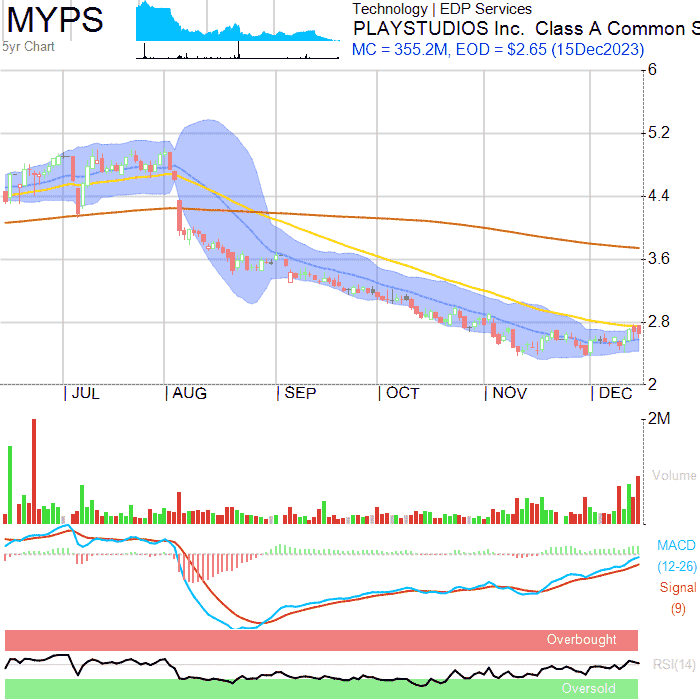 MYPS
5yr Chart
Technology | EDP Services
PLAYSTUDIOS Inc. Class A Common S
MC = 355.2M, EOD = $2.65 (15Dec2023)
6
5.2
4.4
3.6
2.8
2
JUL AUG SEP OCT NOV DEC
2M
Volume
MACD
(12-26)
Signal
(9)
Overbought
RSI(14)
Oversold